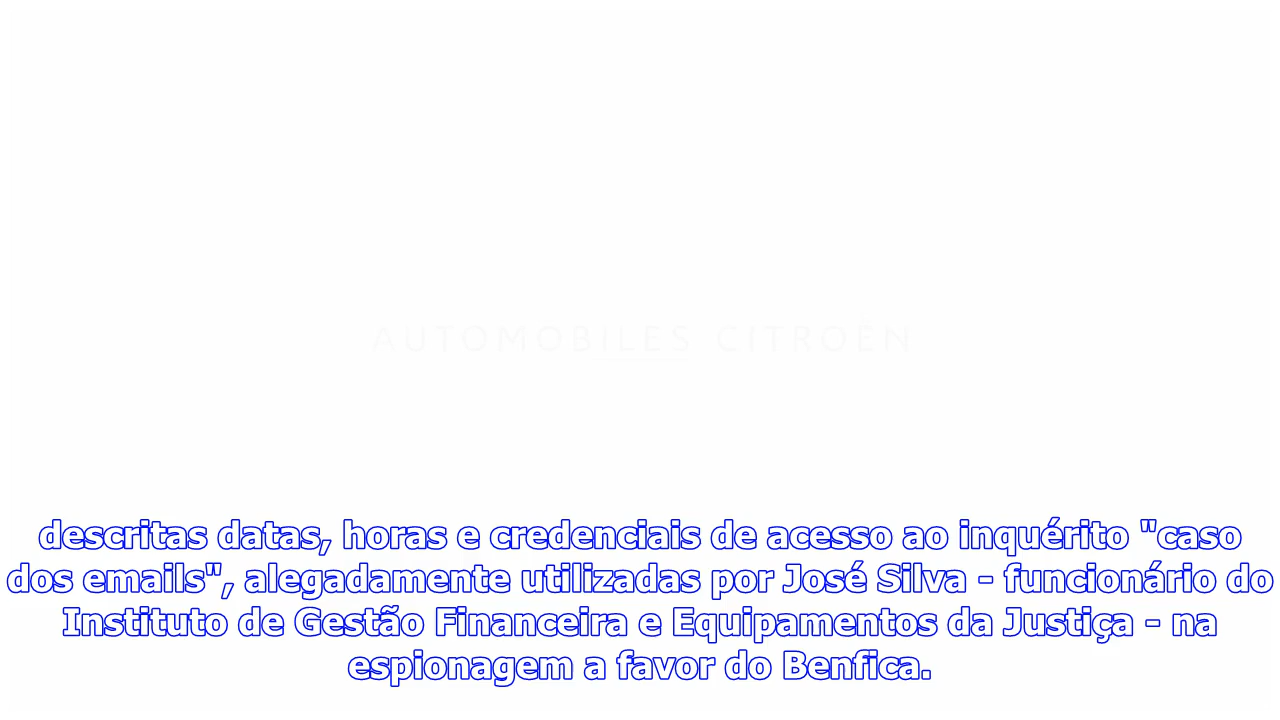 AUTOMOBILES CITROËN
descritas datas, horas e credenciais de acesso ao inquérito "caso
dos emails", alegadamente utilizadas por José Silva - funcionário do
Instituto de Gestão Financeira e Equipamentos da Justiça - na
espionagem a favor do Benfica.